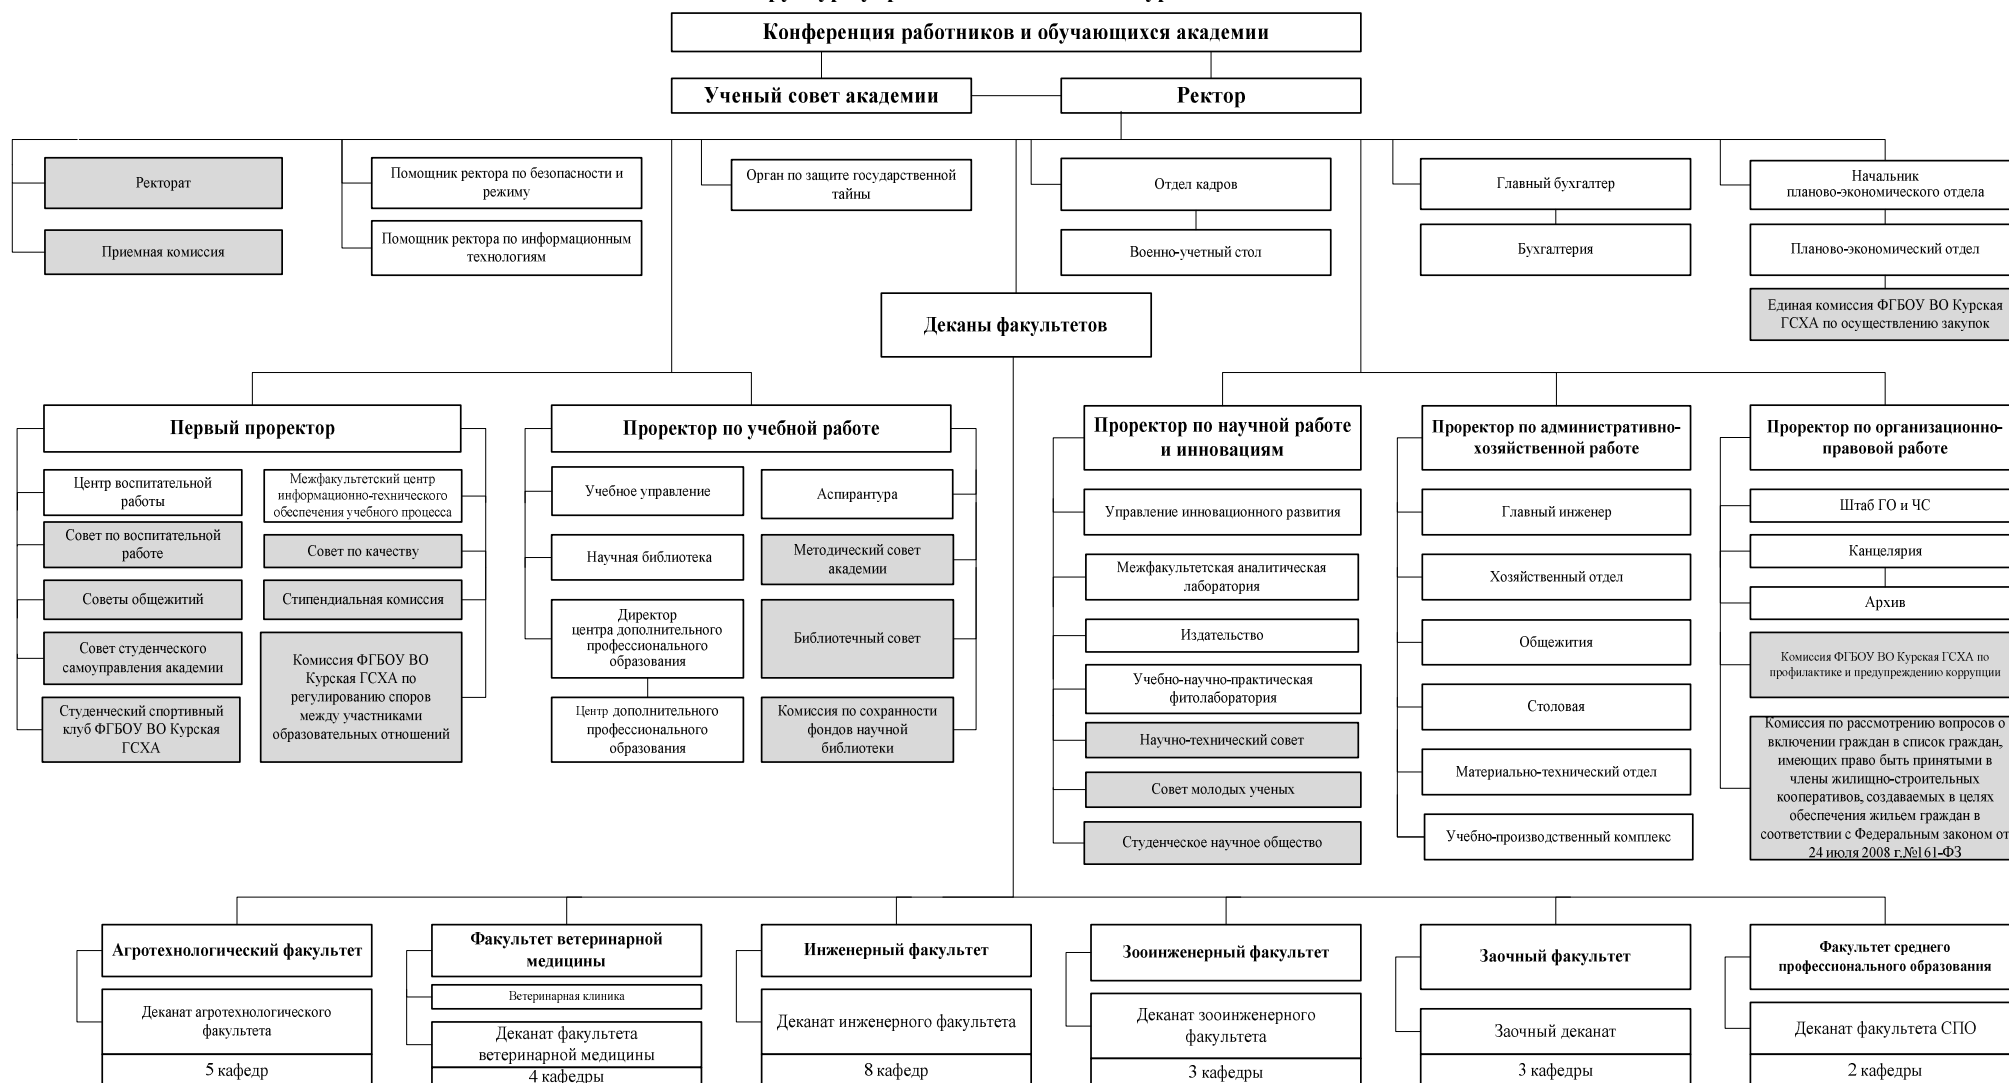 Конференция работников и обучающихся академии
Ученый совет академии
Ректор
Ректорат
Приемная комиссия
Помощник ректора по безопасности и
режиму
Помощник ректора по информационным
технологиям
Орган по защите государственной
тайны
Отдел кадров
Военно-учетный стол
Главный бухгалтер
Бухгалтерия
Начальник
планово-экономического отдела
Планово-экономический отдел
Единая комиссия ФГБОУ ВО Курская
ГСХА по осуществлению закупок
Деканы факультетов
Первый проректор
Центр воспитательной
работы
Совет по воспитательной
работе
Советы общежитий
Совет студенческого
самоуправления академии
Студенческий спортивный
клуб ФГБОУ ВО Курская
ГСХА
Межфакультетский центр
информационно-технического
обеспечения учебного процесса
Совет по качеству
Стипендиальная комиссия
Комиссия ФГБОУ ВО
Курская ГСХА по
регулированию споров
между участниками
образовательных отношений
Проректор по учебной работе
Учебное управление
Научная библиотека
Директор
центра дополнительного
профессионального
образования
Центр дополнительного
профессионального
образования
Аспирантура
Методический совет
академии
Библиотечный совет
Комиссия по сохранности
фондов научной
библиотеки
Проректор по научной работе
и инновациям
Управление инновационного развития
Межфакультетская аналитическая
лаборатория
Издательство
Учебно-научно-практическая
фитолаборатория
Научно-технический совет
Совет молодых ученых
Студенческое научное общество
Проректор по административно-
хозяйственной работе
Главный инженер
Хозяйственный отдел
Общежития
Столовая
Материально-технический отдел
Учебно-производственный комплекс
Проректор по организационно-
правовой работе
Штаб ГО и ЧС
Канцелярия
Архив
Комиссия ФГБОУ ВО Курская ГСХА по
профилактике и предупреждению коррупции
Комиссия по рассмотрению вопросов о
включении граждан в список граждан,
имеющих право быть принятыми в
члены жилищно-строительных
кооперативов, создаваемых в целях
обеспечения жильем граждан в
соответствии с Федеральным законом от
24 июля 2008 г.№161-ФЗ
Агротехнологический факультет
Деканат агротехнологического
факультета
5 кафедр
Факультет ветеринарной
медицины
Ветеринарная клиника
Деканат факультета
ветеринарной медицины
4 кафедры
Инженерный факультет
Деканат инженерного факультета
8 кафедр
Зооинженерный факультет
Деканат зооинженерного
факультета
3 кафедры
Заочный факультет
Заочный деканат
3 кафедры
Факультет среднего
профессионального образования
Деканат факультета СПО
2 кафедры